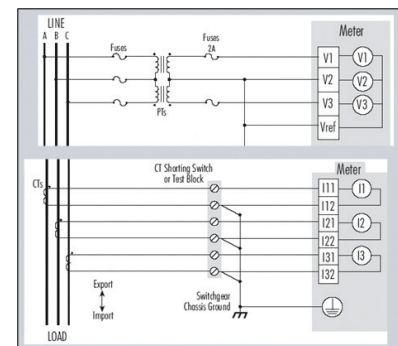 LINE
A B C
Fuses
Fuses
2A
PTs
Meter
V1
V1
V2
V2
V3
V3
Vref
CT Shorting Switch
or Test Block
Meter
CTs
I11
I1
I12
I21
I2
I22
I31
I3
I32
Export
Import
Switchgear
Chassis Ground
LOAD